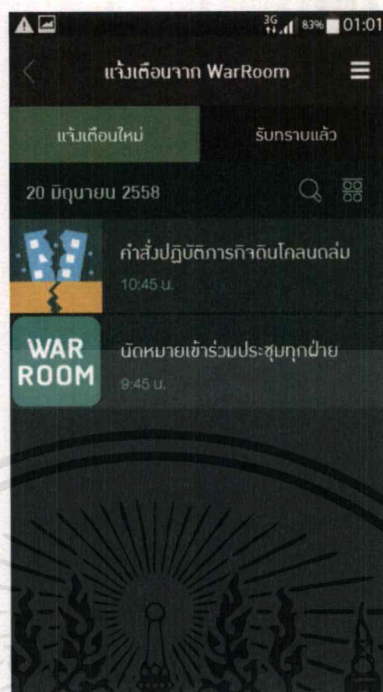 3G 83% 01:01
แจ้งเตือนจาก WarRoom
แจ้งเตือนใหม่ รับทราบแล้ว
20 มิถุนายน 2558
คำสั่งปฏิบัติภารกิจดินโคลนถล่ม
10:45 น.
WAR ROOM
นัดหมายเข้าร่วมประชุมทุกฝ่าย
9:45 น.